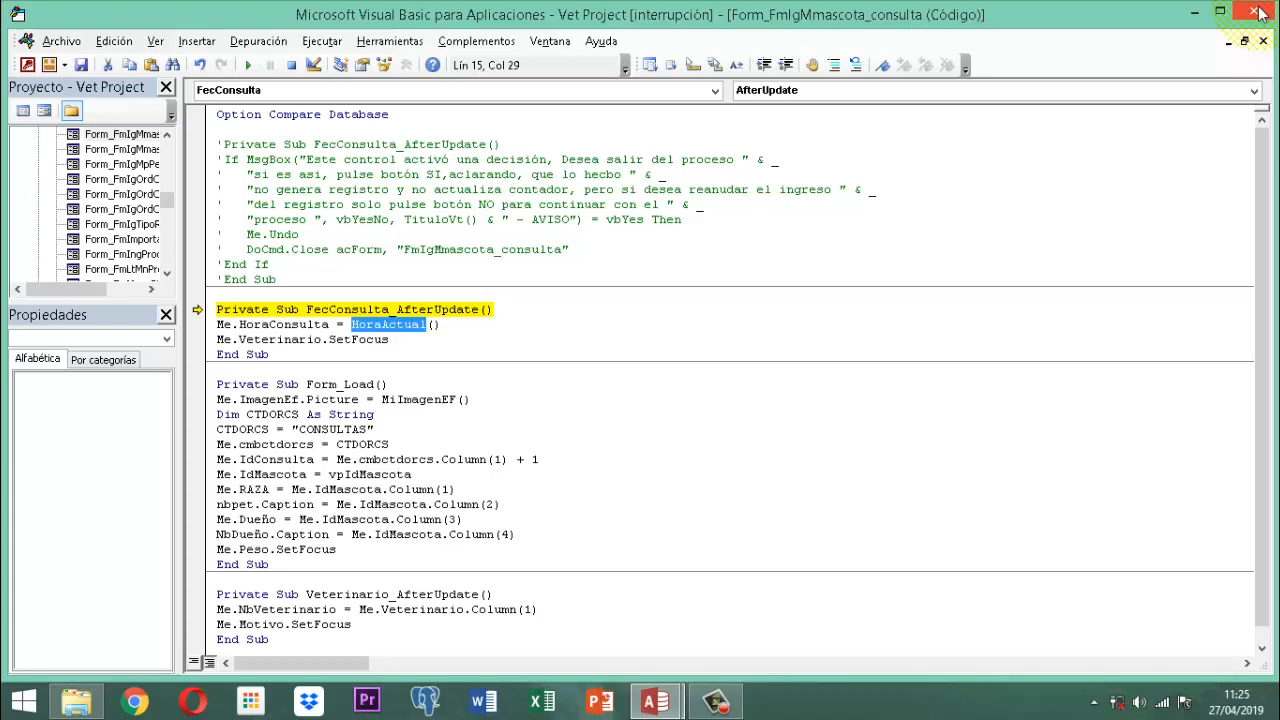 Microsoft Visual Basic para Aplicaciones - Vet Project [interrupción] - [Form_FmIgMmascota_consulta (Código)]
Archivo Edición Ver Insertar Depuración Ejecutar Herramientas Complementos Ventana Ayuda
Lín 15, Col 29
Proyecto - Vet Project
Form_FmIgMmas
Form_FmIgMmas
Form_FmIgMpPe
Form_FmIgOrdC
Form_FmIgOrdC
Form_FmIgOrdC
Form_FmIgTipoR
Form_FmImporta
Form_FmIngProc
Form_FmLtMnPr
Propiedades
Alfabética Por categorías
FecConsulta AfterUpdate
Option Compare Database
'Private Sub FecConsulta_AfterUpdate()
'If MsgBox("Este control activó una decisión, Desea salir del proceso " & _
' "si es asi, pulse botón SI,aclarando, que lo hecbo " & _
' "no genera registro y no actualiza contador, pero si desea reanudar el ingreso " & _
' "del registro solo pulse botón NO para continuar con el " & _
' "proceso ", vbYesNo, TituloVt() & " - AVISO") = vbYes Then
' Me.Undo
' DoCmd.Close acForm, "FmIgMmascota_consulta"
'End If
'End Sub
Private Sub FecConsulta_AfterUpdate()
Me.HoraConsulta = HoraActual()
Me.Veterinario.SetFocus
End Sub
Private Sub Form_Load()
Me.ImagenEf.Picture = MiImagenEF()
Dim CTDORCS As String
CTDORCS = "CONSULTAS"
Me.cmbctdorcs = CTDORCS
Me.IdConsulta = Me.cmbctdorcs.Column(1) + 1
Me.IdMascota = vpIdMascota
Me.RAZA = Me.IdMascota.Column(1)
nbpet.Caption = Me.IdMascota.Column(2)
Me.Dueño = Me.IdMascota.Column(3)
NbDueño.Caption = Me.IdMascota.Column(4)
Me.Peso.SetFocus
End Sub
Private Sub Veterinario_AfterUpdate()
Me.NbVeterinario = Me.Veterinario.Column(1)
Me.Motivo.SetFocus
End Sub
Pr
11:25
27/04/2019